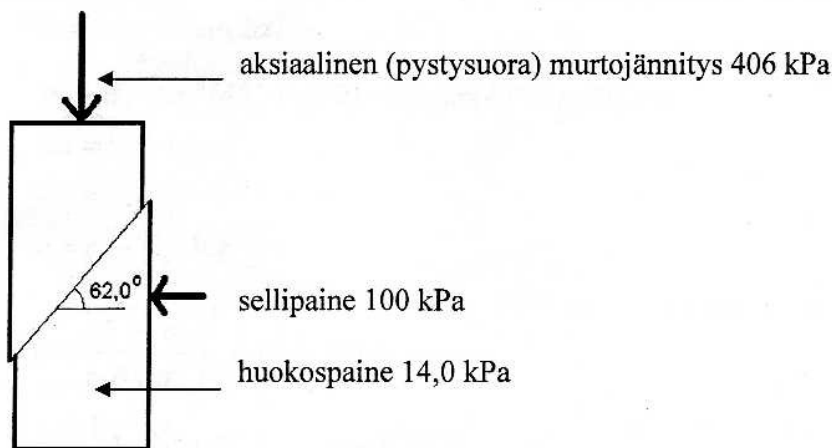 aksiaalinen (pystysuora) murtojännitys 406 kPa
62,0°
sellipaine 100 kPa
huokospaine 14,0 kPa